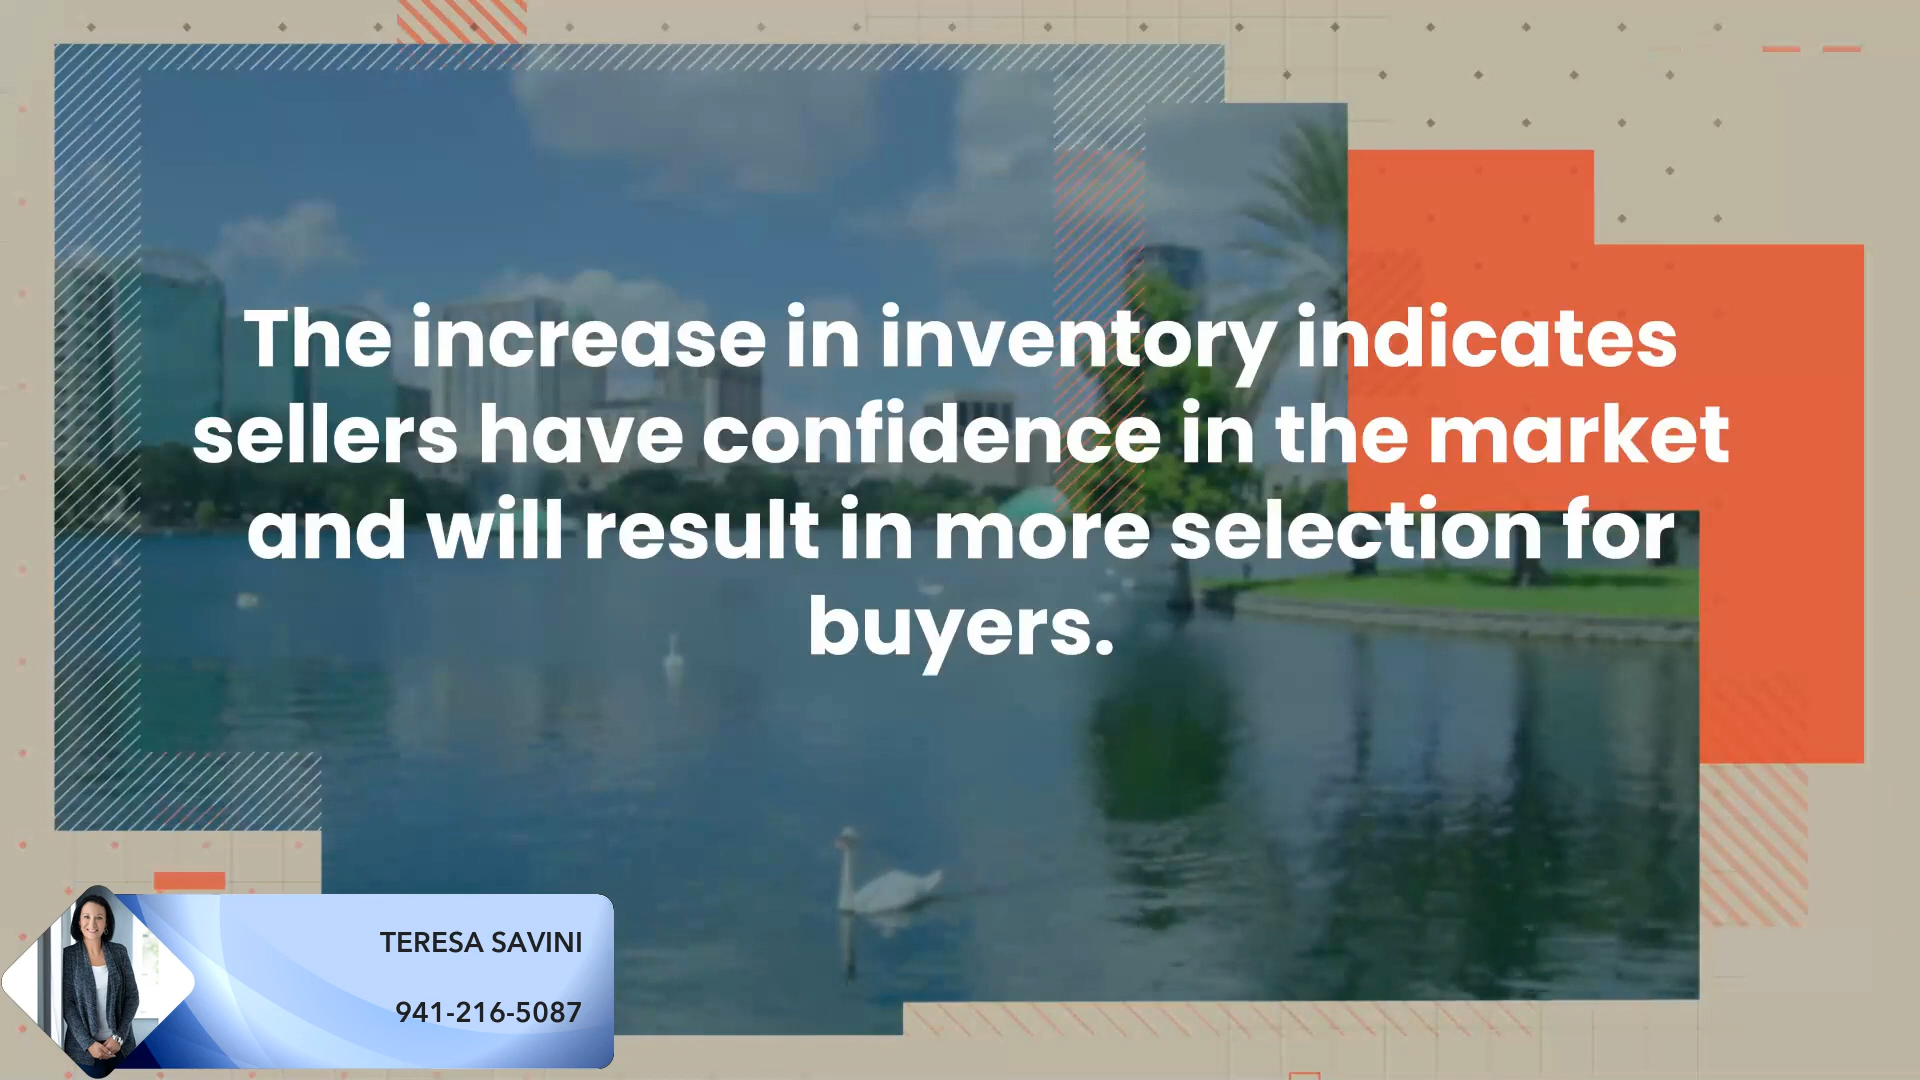 The increase in inventory indicates
sellers have confidence in the market
and will result in more selection for
buyers.
TERESA SAVINI
941-216-5087